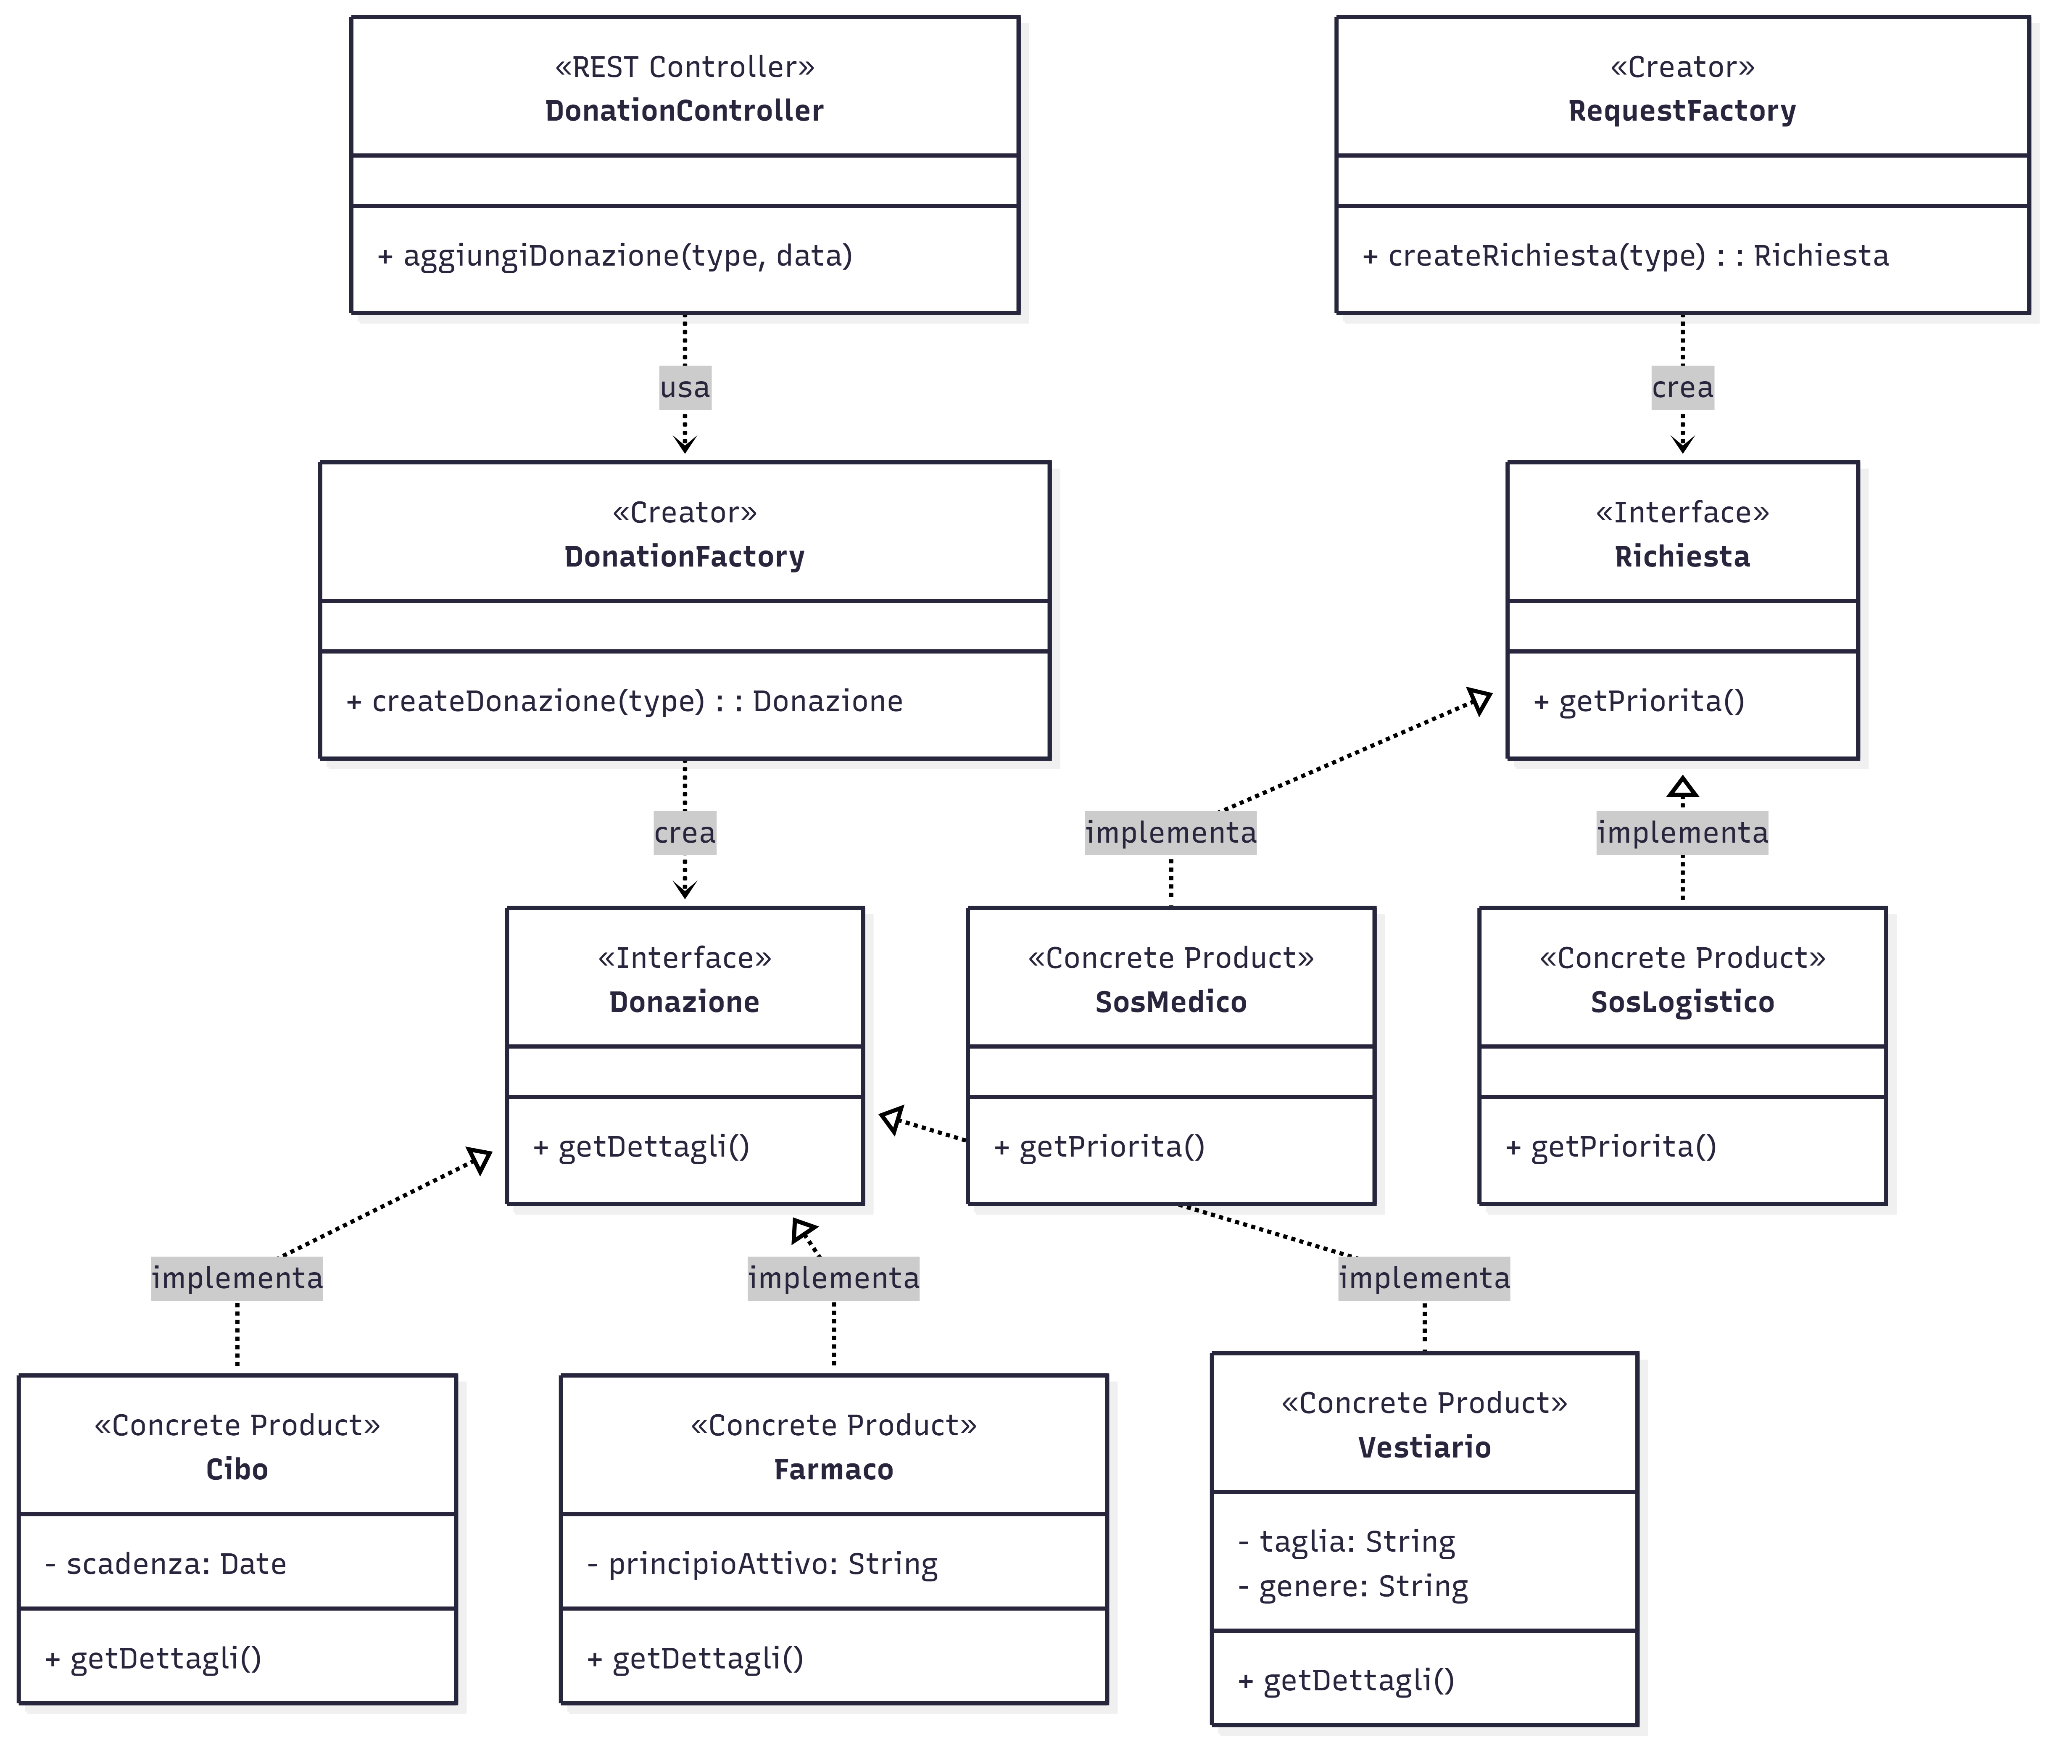 «REST Controller»
DonationController
+ aggiungiDonazione(type, data)
«Creator»
RequestFactory
+ createRichiesta(type) : : Richiesta
usa
crea
«Creator»
DonationFactory
+ createDonazione(type) : : Donazione
«Interface»
Richiesta
+ getPriorita()
crea
implementa
implementa
«Interface»
Donazione
+ getDettagli()
«Concrete Product»
SosMedico
+ getPriorita()
«Concrete Product»
SosLogistico
+ getPriorita()
implementa
implementa
implementa
«Concrete Product»
Cibo
- scadenza: Date
+ getDettagli()
«Concrete Product»
Farmaco
- principioAttivo: String
+ getDettagli()
«Concrete Product»
Vestiario
- taglia: String
- genere: String
+ getDettagli()